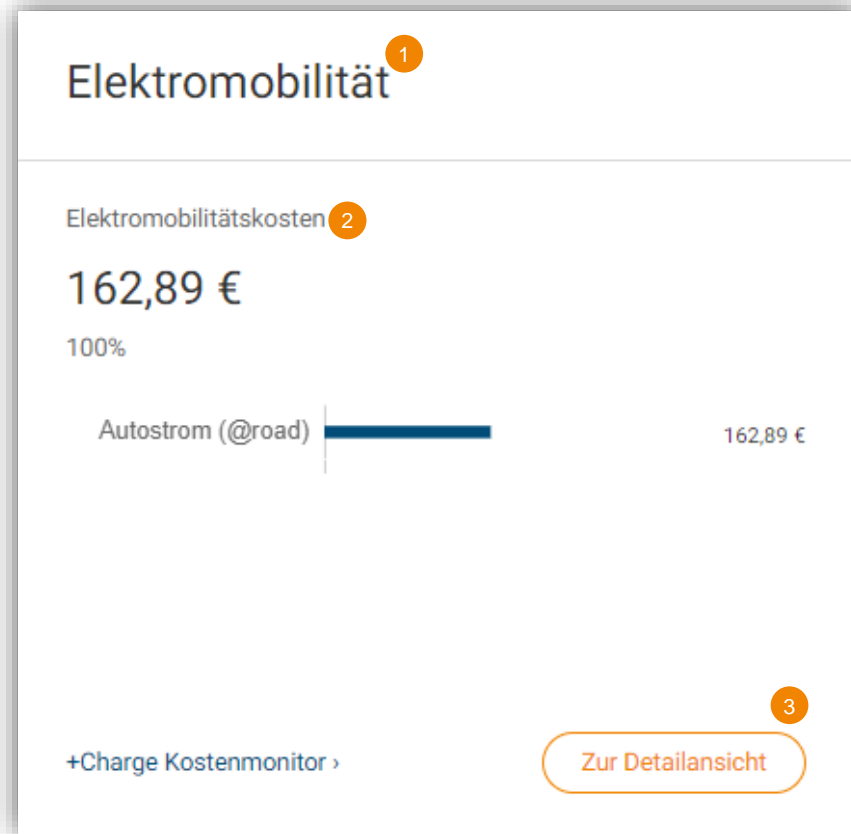 Elektromobilität 1
Elektromobilitätskosten 2
162,89 €
100%
Autostrom (@road) 162,89 €
3
+Charge Kostenmonitor › Zur Detailansicht